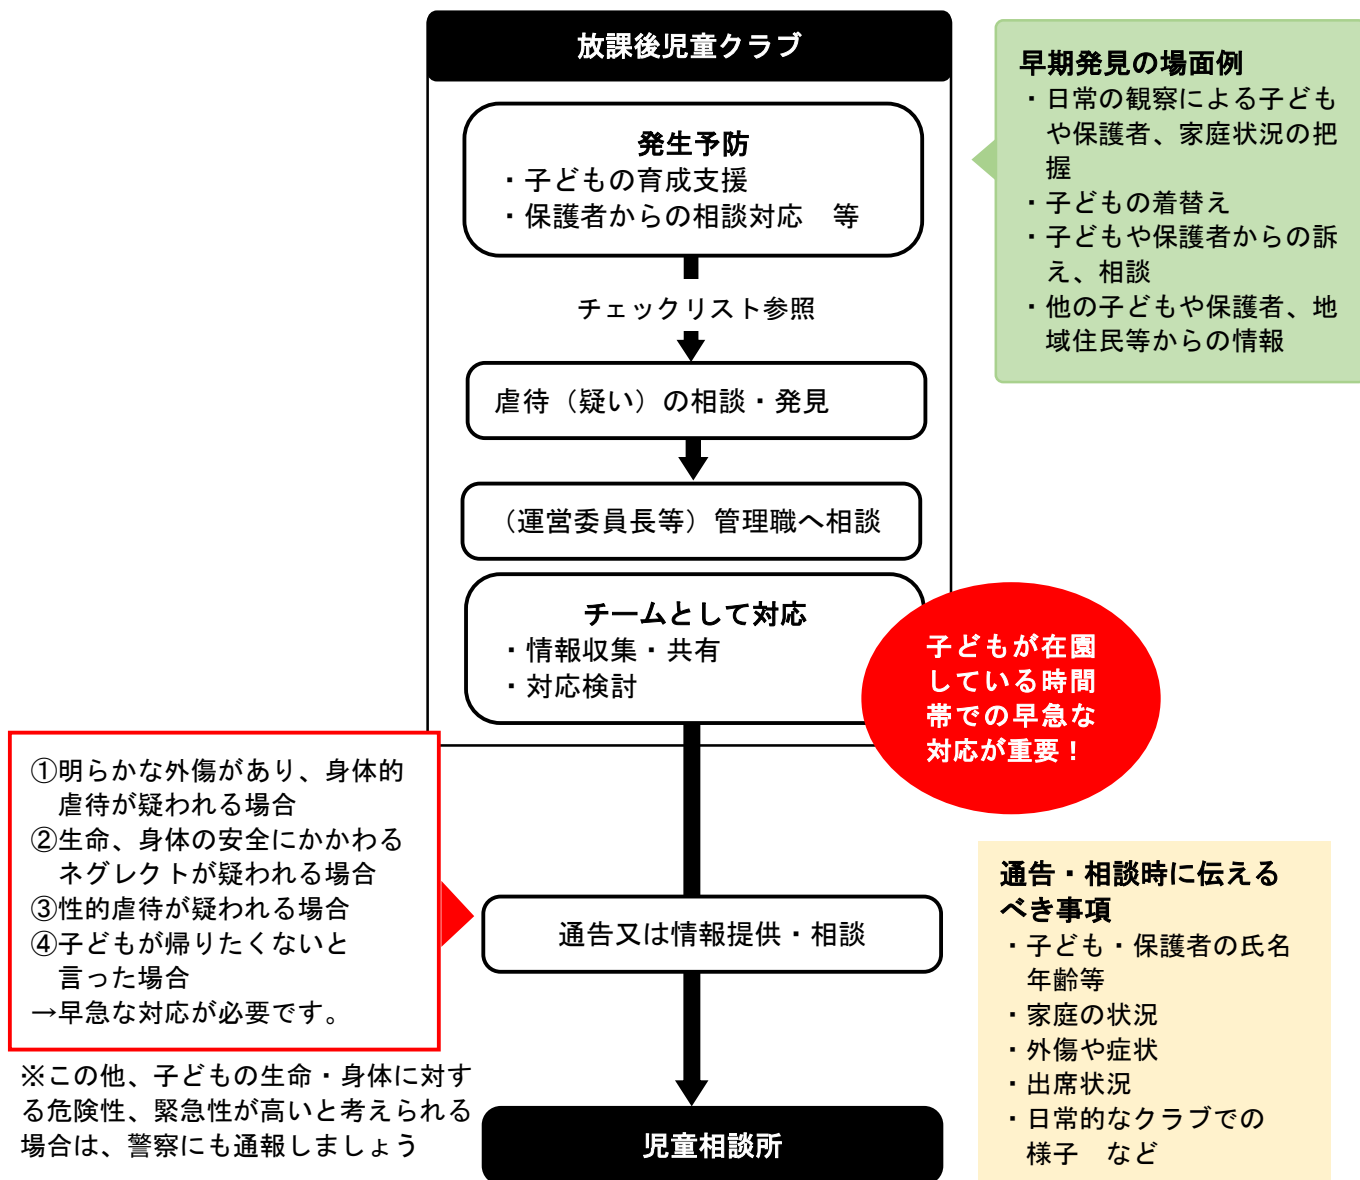 放課後児童クラブ
発生予防
・子どもの育成支援
・保護者からの相談対応　等
チェックリスト参照
虐待（疑い）の相談・発見
（運営委員長等）管理職へ相談
チームとして対応
・情報収集・共有
・対応検討
早期発見の場面例
・日常の観察による子ども
や保護者、家庭状況の把
握
・子どもの着替え
・子どもや保護者からの訴
え、相談
・他の子どもや保護者、地
域住民等からの情報
子どもが在園
している時間
帯での早急な
対応が重要！
①明らかな外傷があり、身体的
虐待が疑われる場合
②生命、身体の安全にかかわる
ネグレクトが疑われる場合
③性的虐待が疑われる場合
④子どもが帰りたくないと
言った場合
→早急な対応が必要です。
※この他、子どもの生命・身体に対す
る危険性、緊急性が高いと考えられる
場合は、警察にも通報しましょう
通告又は情報提供・相談
児童相談所
通告・相談時に伝える
べき事項
・子ども・保護者の氏名
年齢等
・家庭の状況
・外傷や症状
・出席状況
・日常的なクラブでの
様子　など